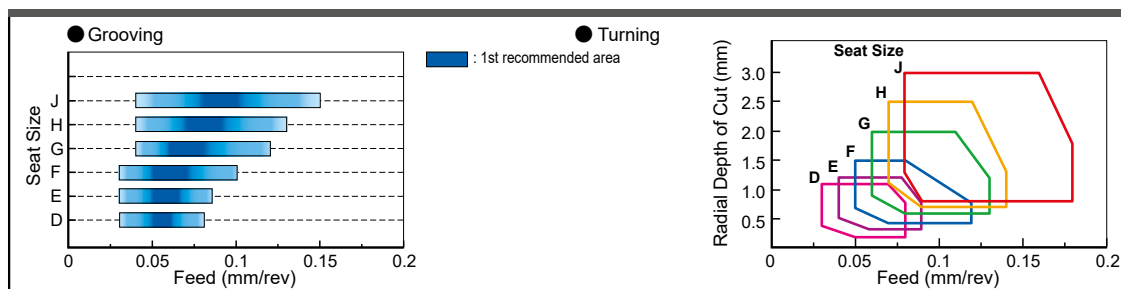 Grooving
: 1st recommended area
Seat Size
J
H
G
F
E
D
0
0.05
0.1
0.15
0.2
Feed (mm/rev)
Turning
Radial Depth of Cut (mm)
3.0
2.5
2.0
1.5
1.0
0.5
Seat Size
J
H
G
F
E
D
0
0.05
0.1
0.15
0.2
Feed (mm/rev)